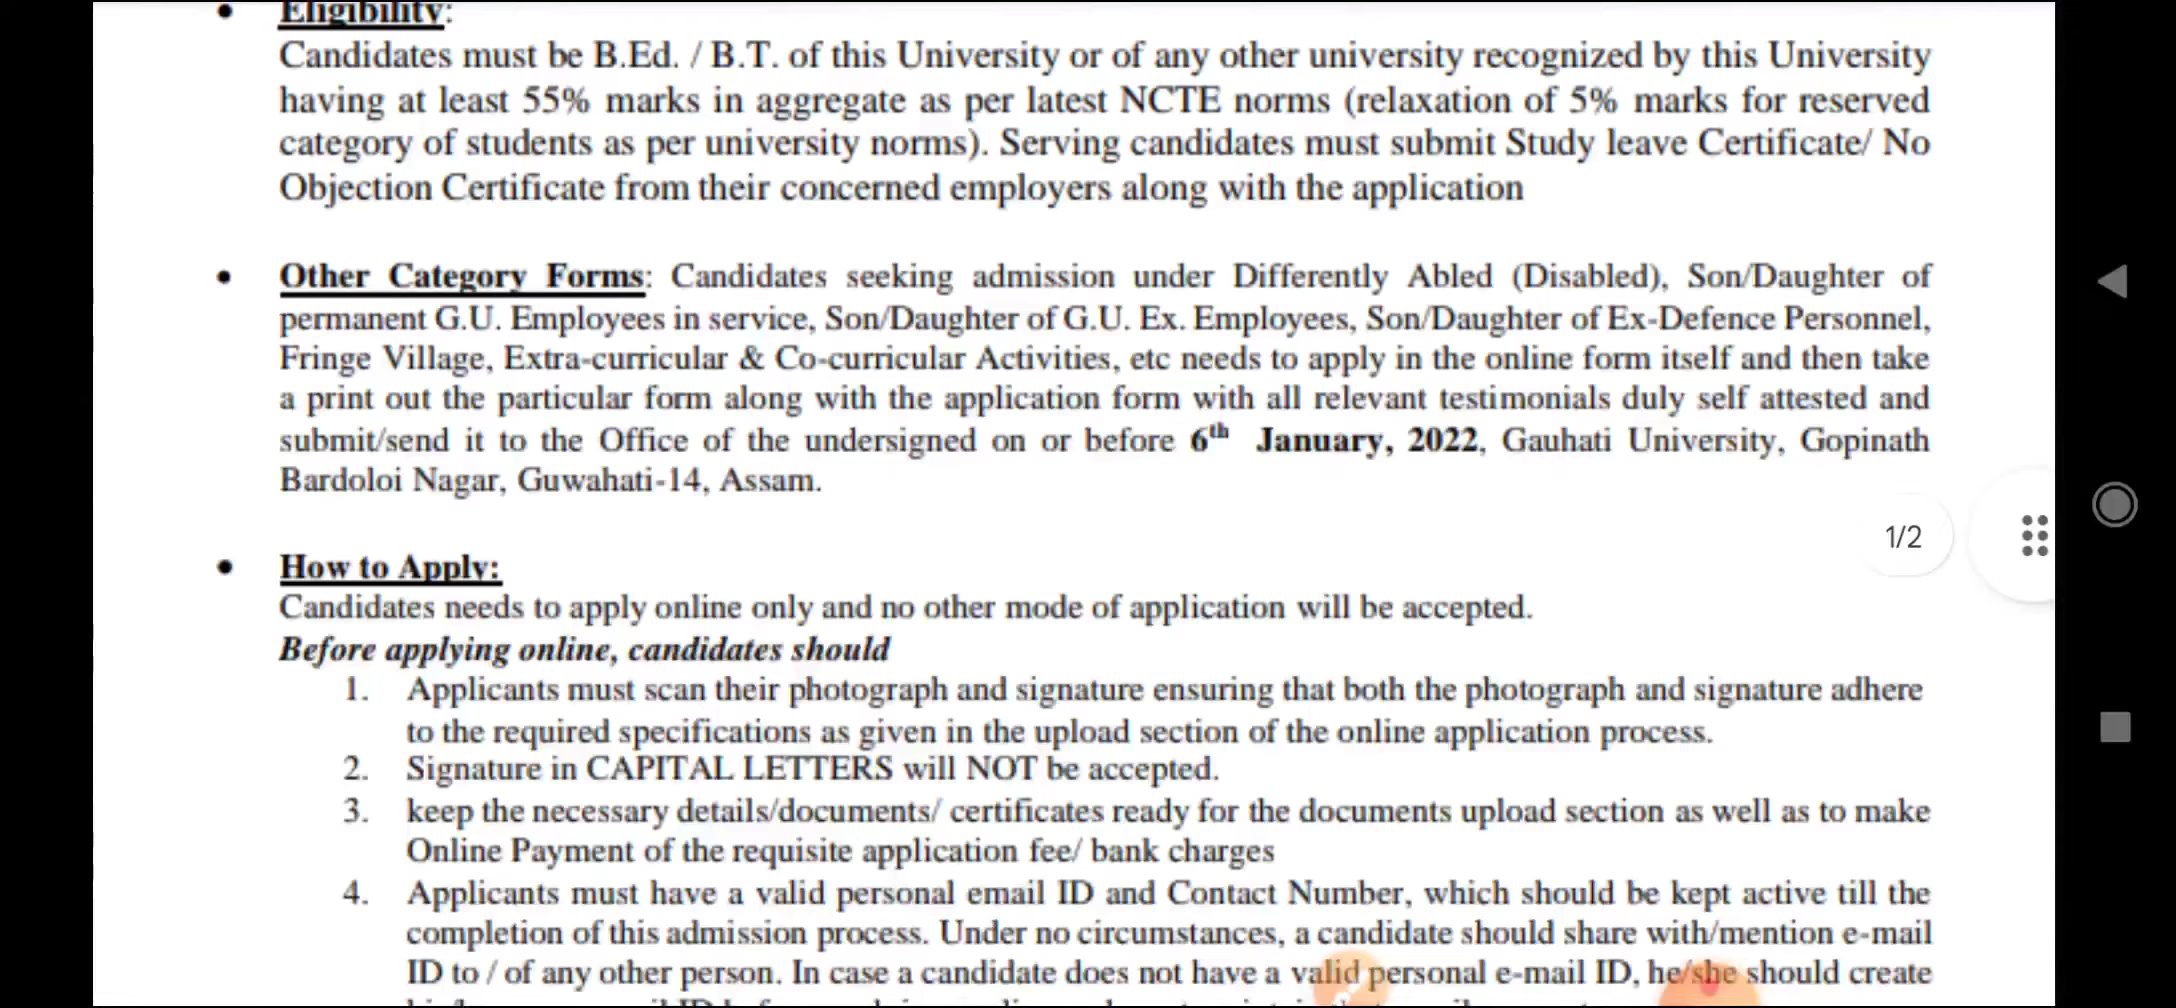 • Eligibility:
Candidates must be B.Ed. / B.T. of this University or of any other university recognized by this University
having at least 55% marks in aggregate as per latest NCTE norms (relaxation of 5% marks for reserved
category of students as per university norms). Serving candidates must submit Study leave Certificate/ No
Objection Certificate from their concerned employers along with the application
• Other Category Forms: Candidates seeking admission under Differently Abled (Disabled), Son/Daughter of
permanent G.U. Employees in service, Son/Daughter of G.U. Ex. Employees, Son/Daughter of Ex-Defence Personnel,
Fringe Village, Extra-curricular & Co-curricular Activities, etc needs to apply in the online form itself and then take
a print out the particular form along with the application form with all relevant testimonials duly self attested and
submit/send it to the Office of the undersigned on or before 6th January, 2022, Gauhati University, Gopinath
Bardoloi Nagar, Guwahati-14, Assam.
1/2
• How to Apply:
Candidates needs to apply online only and no other mode of application will be accepted.
Before applying online, candidates should
1. Applicants must scan their photograph and signature ensuring that both the photograph and signature adhere
to the required specifications as given in the upload section of the online application process.
2. Signature in CAPITAL LETTERS will NOT be accepted.
3. keep the necessary details/documents/ certificates ready for the documents upload section as well as to make
Online Payment of the requisite application fee/ bank charges
4. Applicants must have a valid personal email ID and Contact Number, which should be kept active till the
completion of this admission process. Under no circumstances, a candidate should share with/mention e-mail
ID to / of any other person. In case a candidate does not have a valid personal e-mail ID, he/she should create